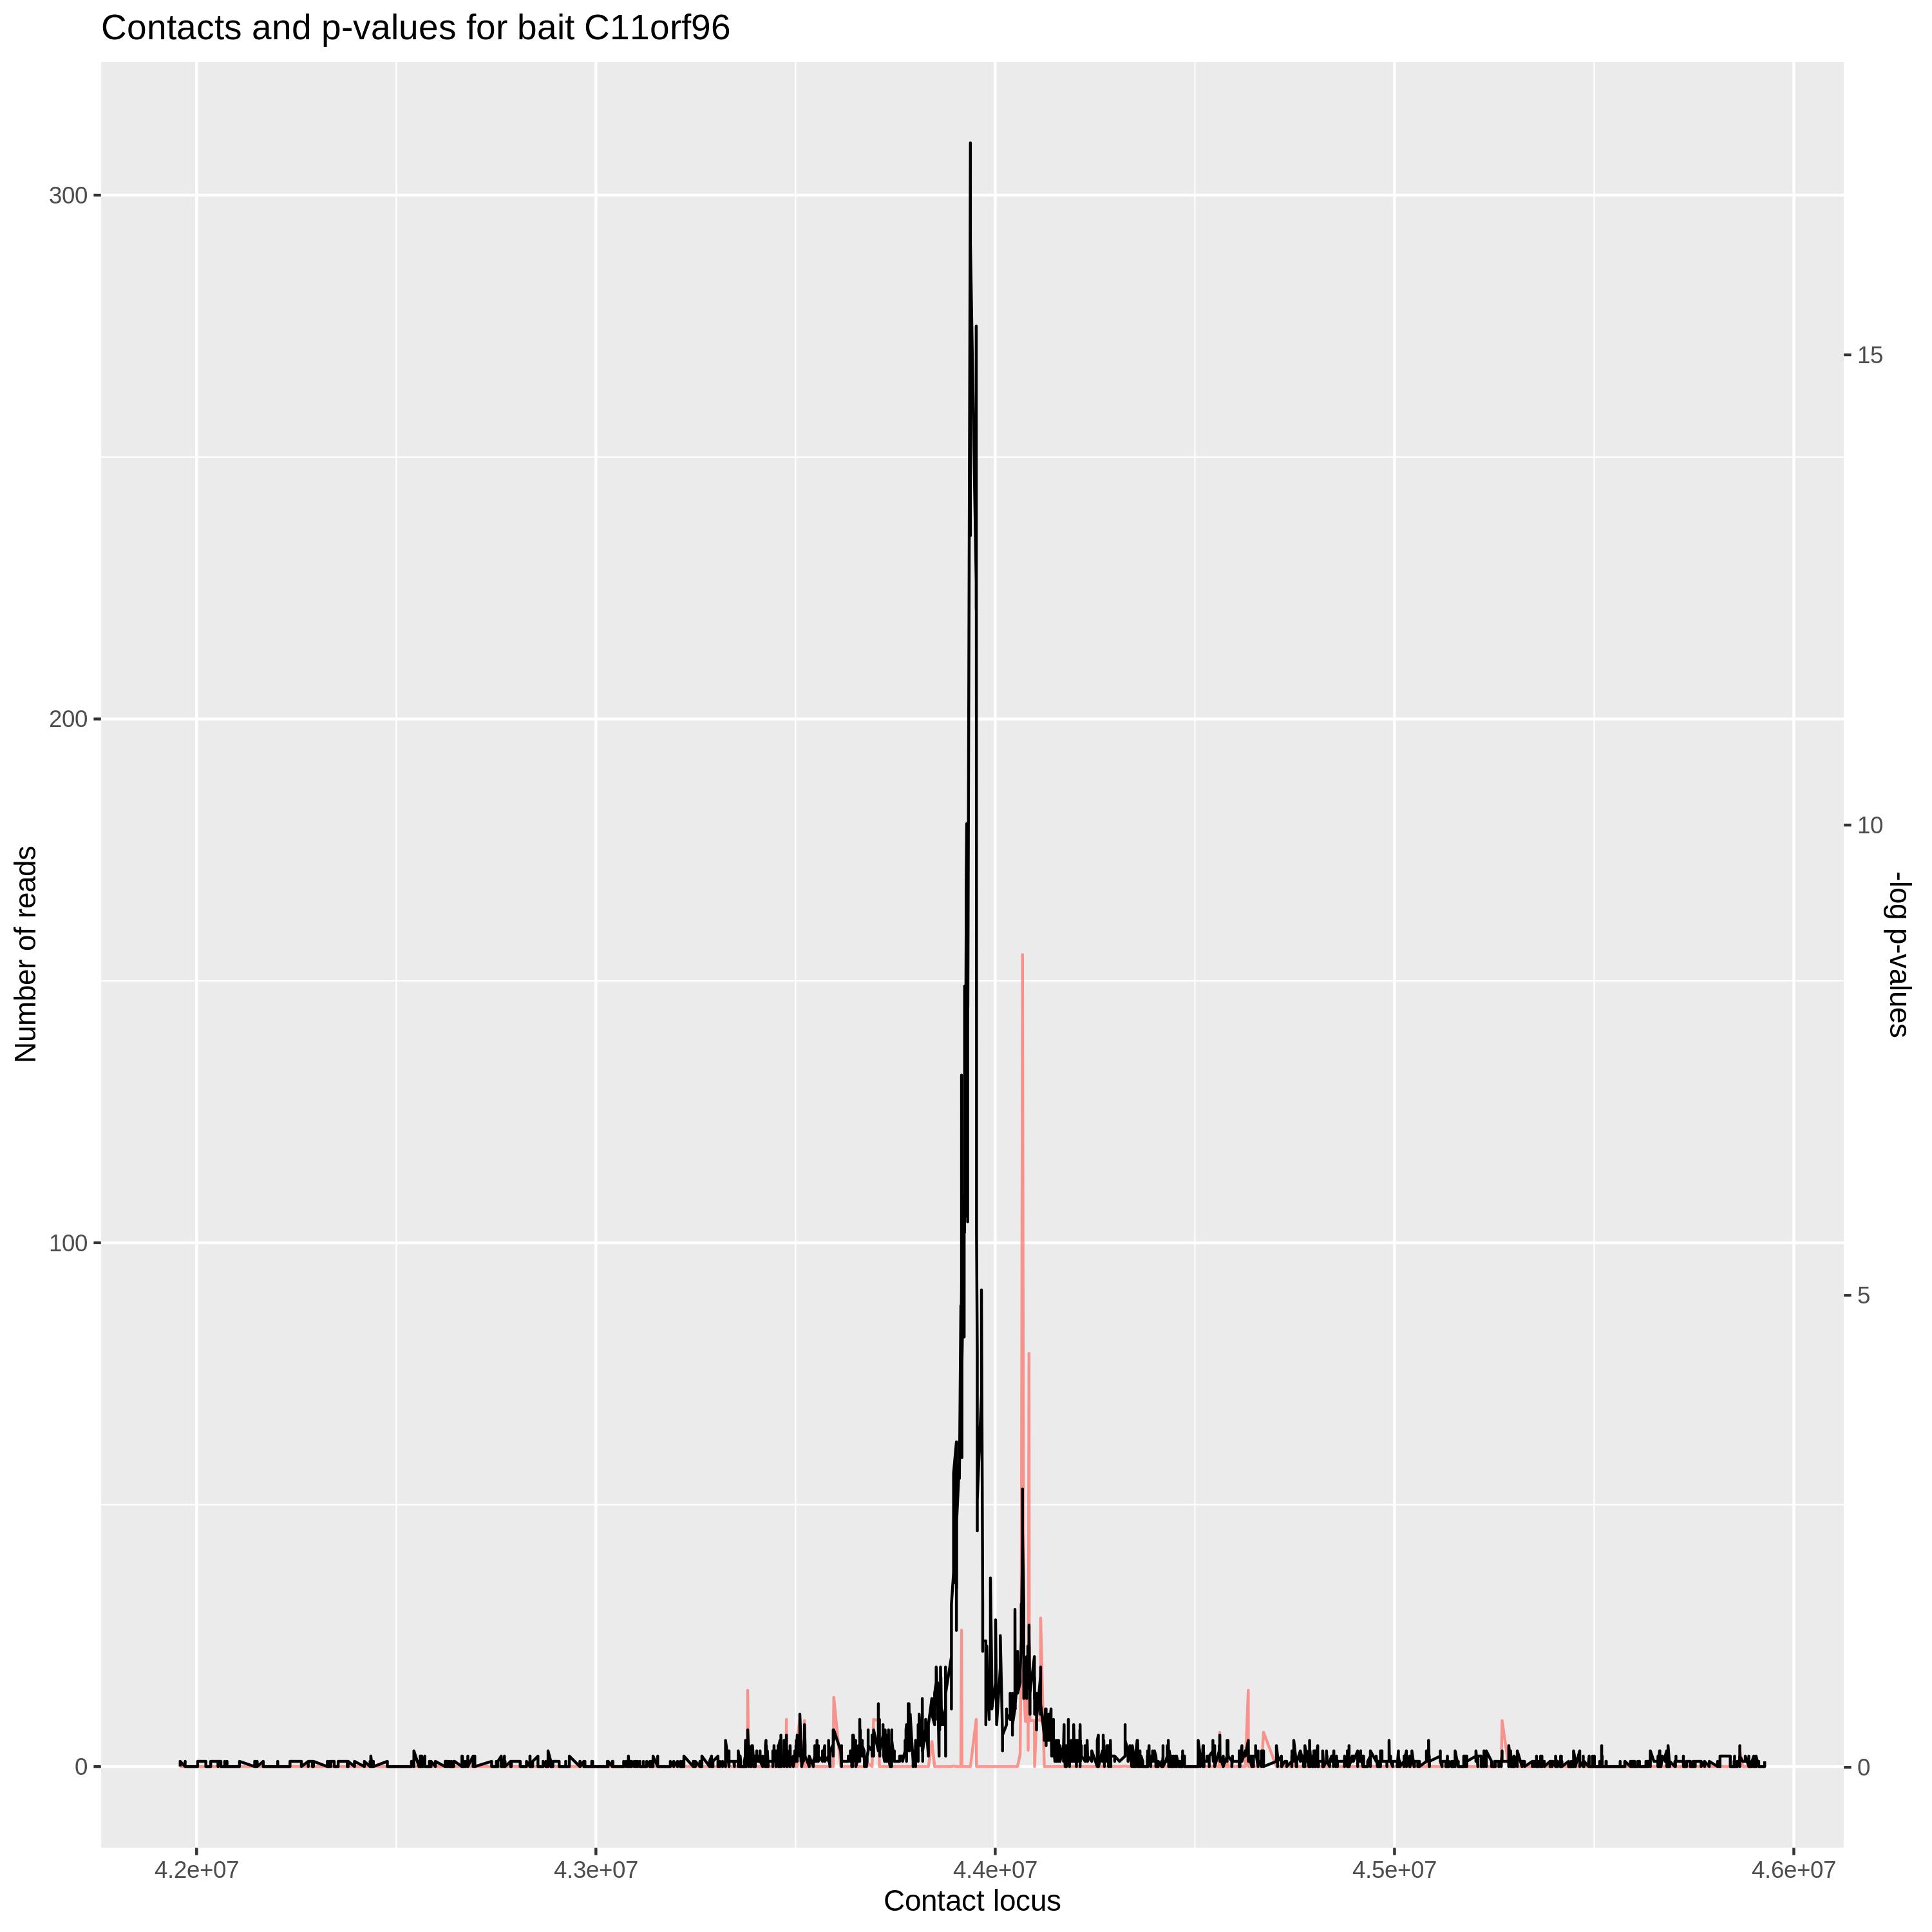 Contacts and p-values for bait C11orf96
300
200
100
0
Number of reads
15
10
5
0
-log p-values
4.2e+07 4.3e+07 4.4e+07 4.5e+07 4.6e+07
Contact locus